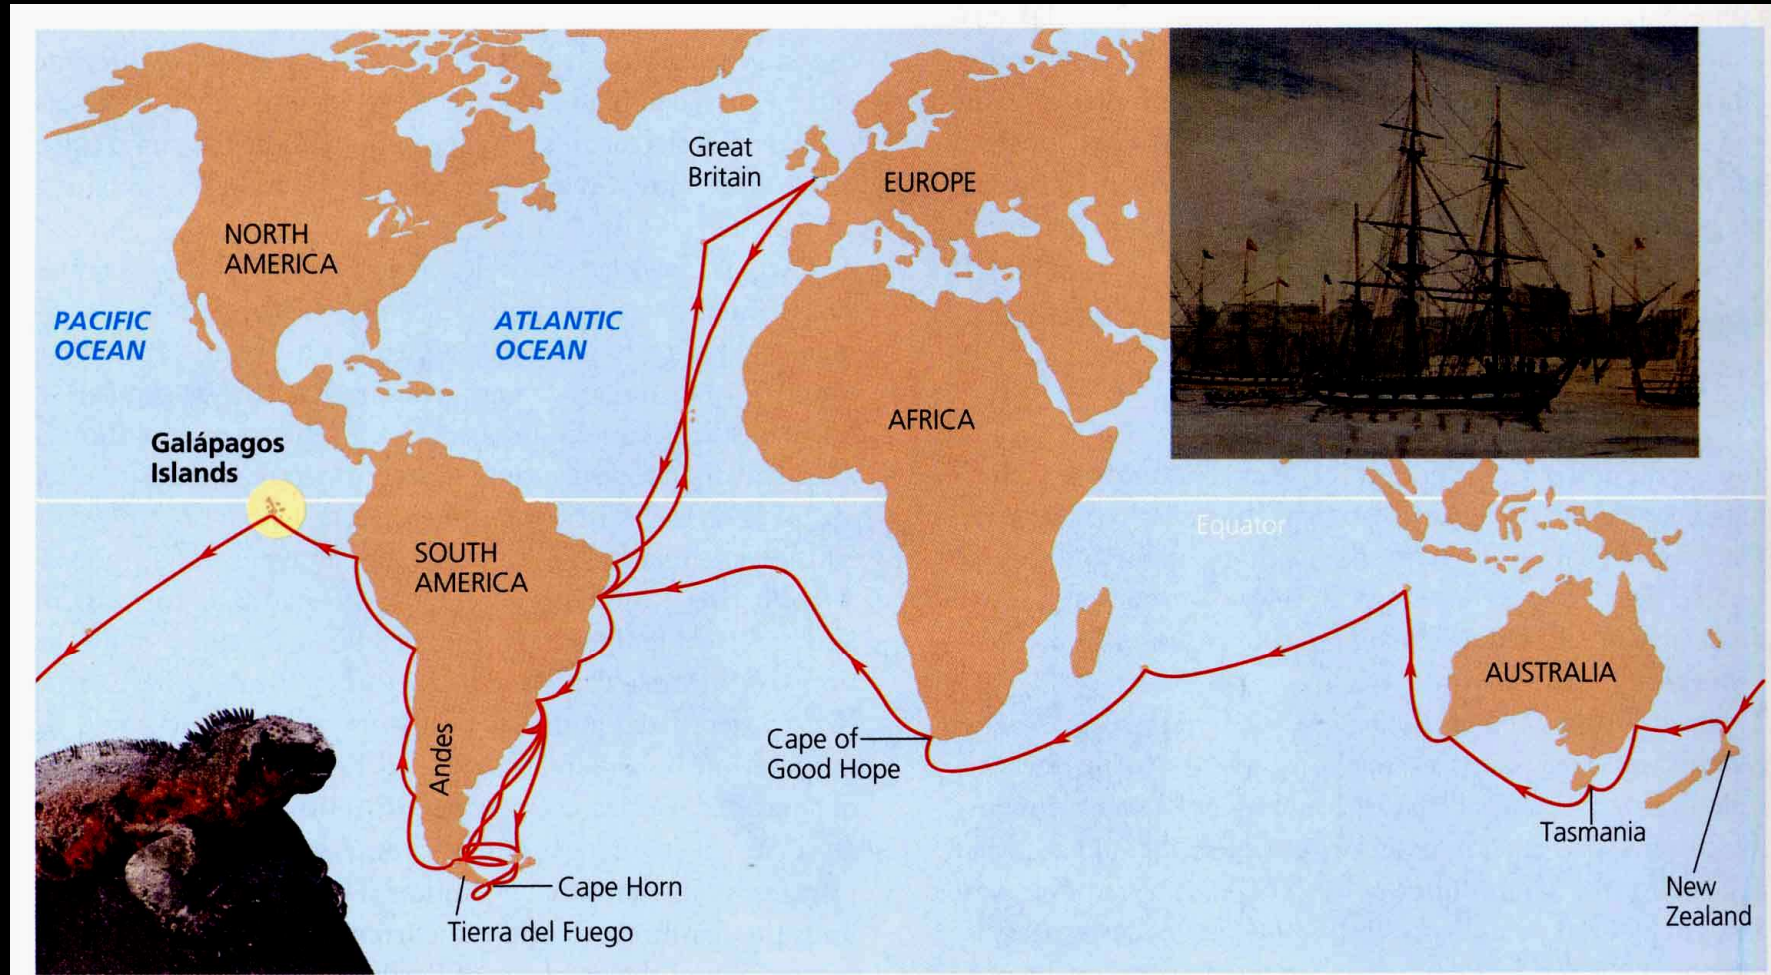 Great
Britain
EUROPE
NORTH
AMERICA
PACIFIC
OCEAN
ATLANTIC
OCEAN
AFRICA
Galápagos
Islands
Equator
SOUTH
AMERICA
AUSTRALIA
Andes
Cape of
Good Hope
Tasmania
Cape Horn
New
Zealand
Tierra del Fuego